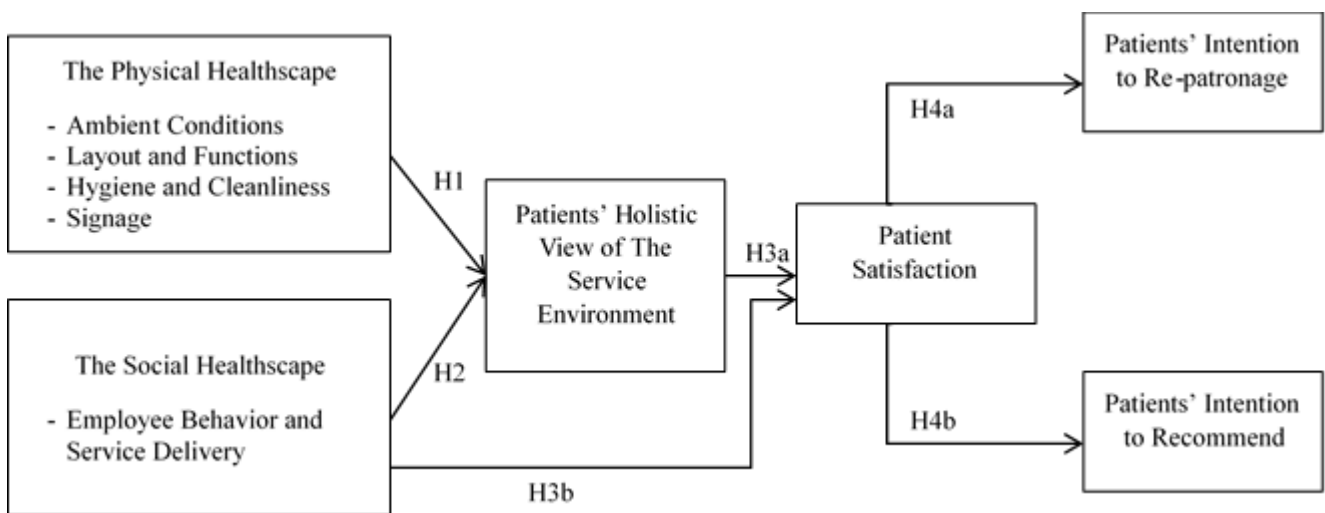 The Physical Healthscape
- Ambient Conditions
- Layout and Functions
- Hygiene and Cleanliness
- Signage
The Social Healthscape
- Employee Behavior and
Service Delivery
H1
H2
Patients’ Holistic
View of The
Service
Environment
H3a
H3b
Patient
Satisfaction
H4a
H4b
Patients’ Intention
to Re-patronage
Patients’ Intention
to Recommend